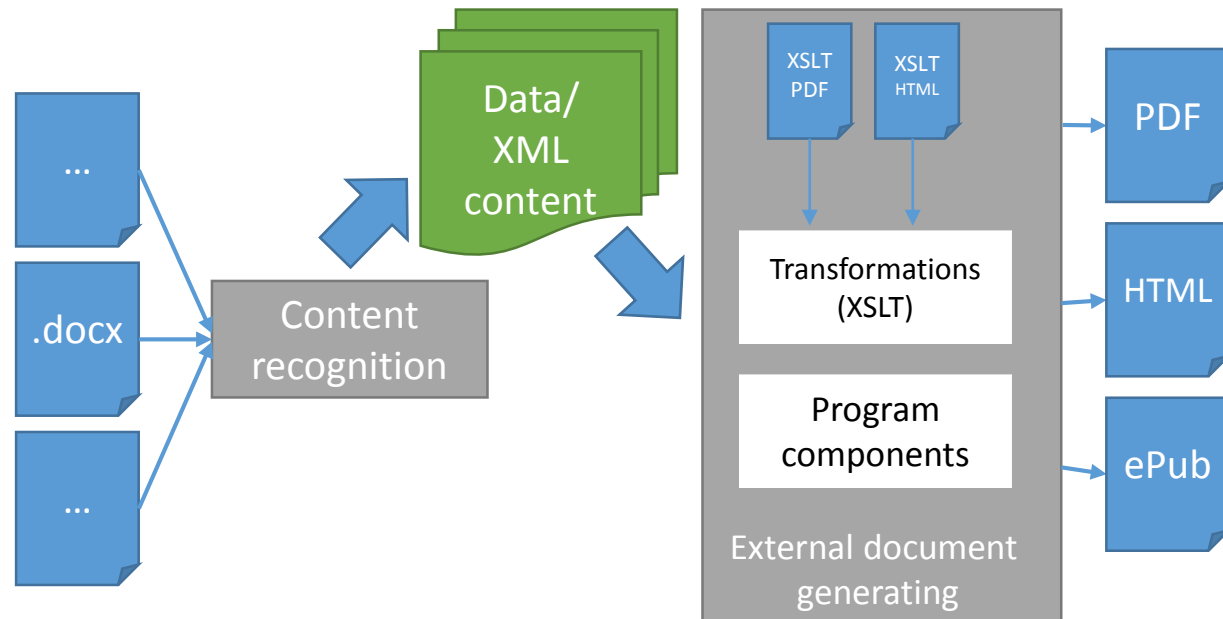 ...
.docx
...
Content
recognition
Data/
XML
content
XSLT
PDF
XSLT
HTML
Transformations
(XSLT)
Program
components
External document
generating
PDF
HTML
ePub